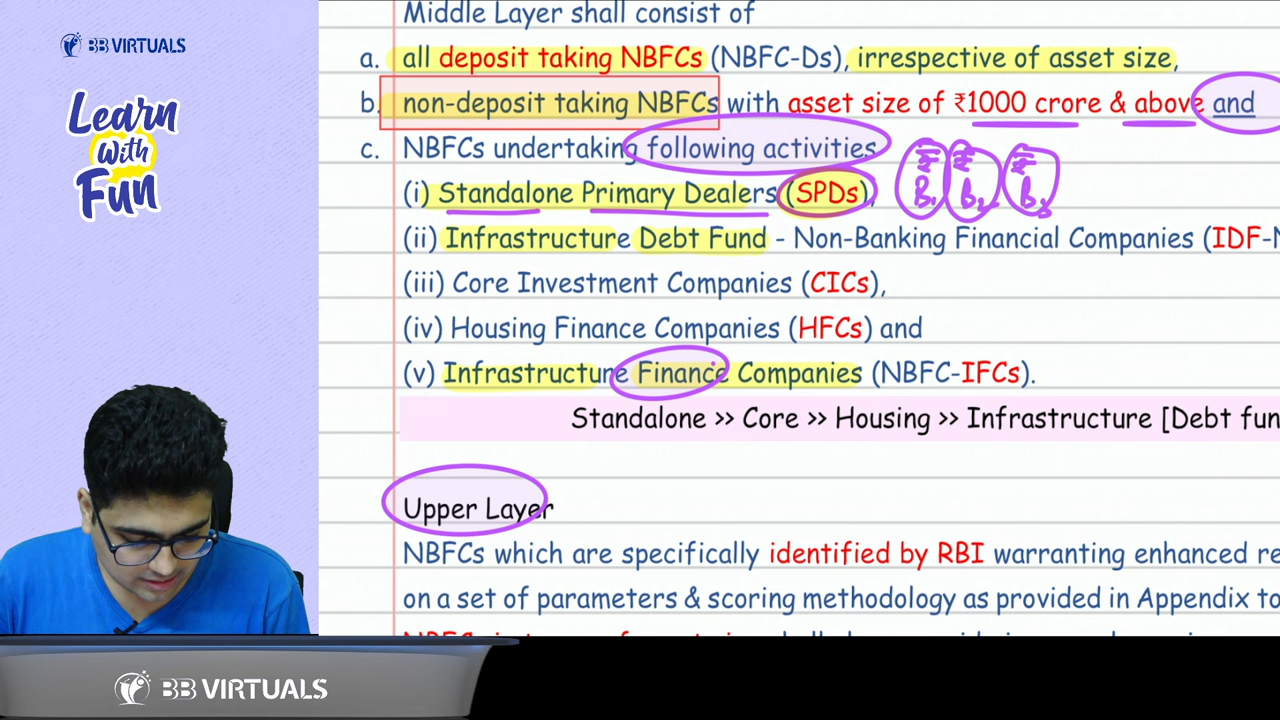 BB VIRTUALS
Learn
With
Fun
Middle Layer shall consist of
a. all deposit taking NBFCs (NBFC-Ds), irrespective of asset size,
b. non-deposit taking NBFCs with asset size of ₹1000 crore & above and
c. NBFCs undertaking following activities
(i) Standalone Primary Dealers (SPDs),
(ii) Infrastructure Debt Fund - Non-Banking Financial Companies (IDF-N
(iii) Core Investment Companies (CICs),
(iv) Housing Finance Companies (HFCs) and
(v) Infrastructure Finance Companies (NBFC-IFCs).
Standalone >> Core >> Housing >> Infrastructure [Debt fun
Upper Layer
NBFCs which are specifically identified by RBI warranting enhanced re
on a set of parameters & scoring methodology as provided in Appendix to
BB VIRTUALS